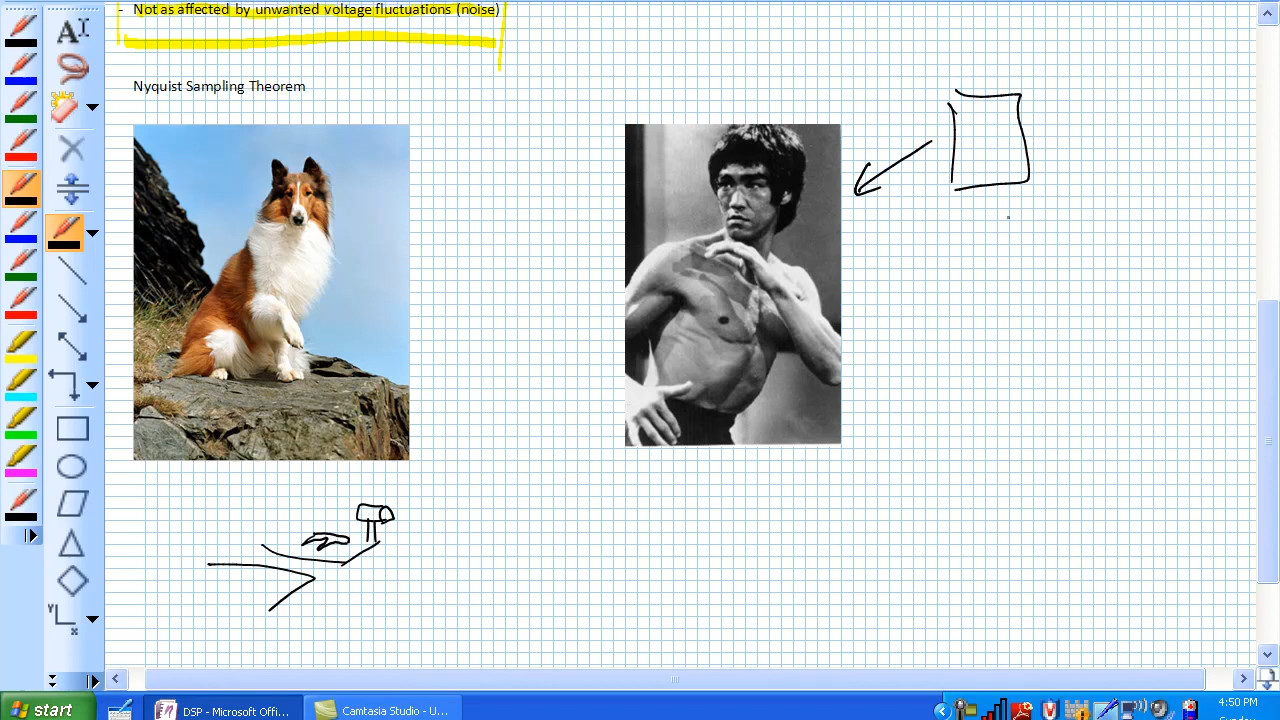 - Not as affected by unwanted voltage fluctuations (noise)
Nyquist Sampling Theorem
start
DSP - Microsoft Offi...
Camtasia Studio - U...
4:50 PM
Sunday